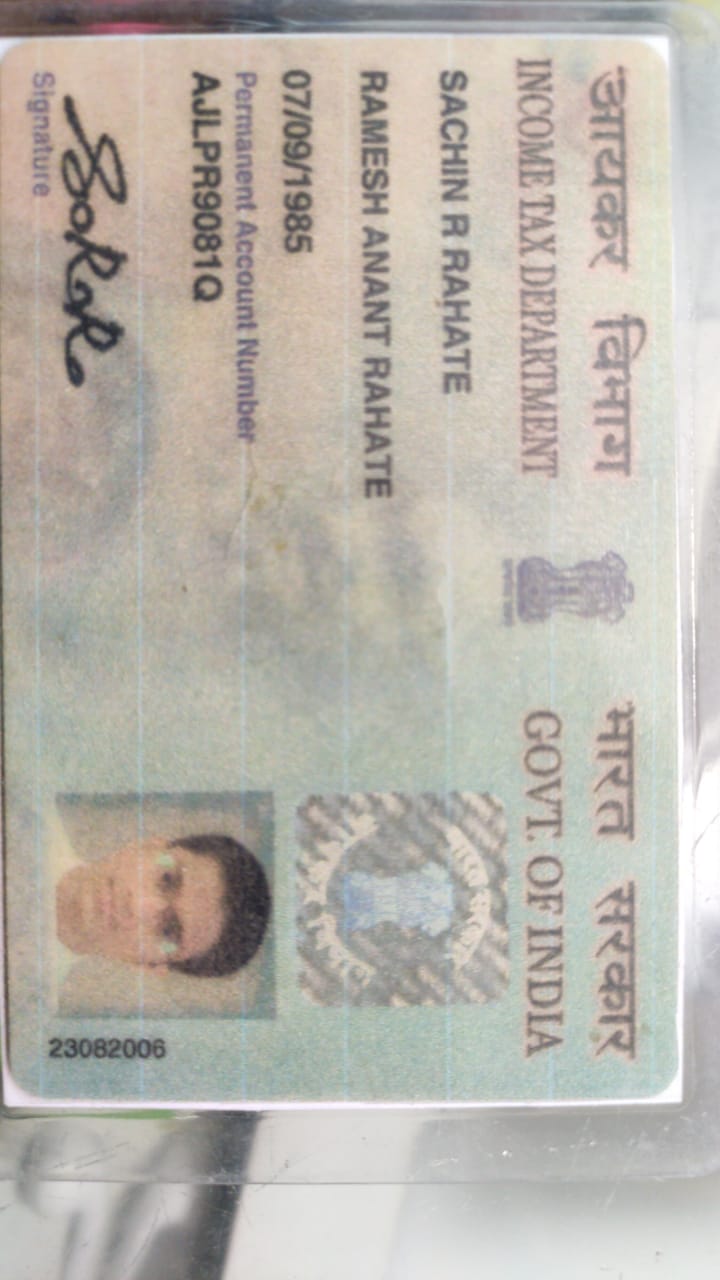 आयकर विभाग
INCOME TAX DEPARTMENT
भारत सरकार
GOVT. OF INDIA
SACHIN R RAHATE
RAMESH ANANT RAHATE
07/09/1985
Permanent Account Number
AJLPR9081Q
Signature
23082006